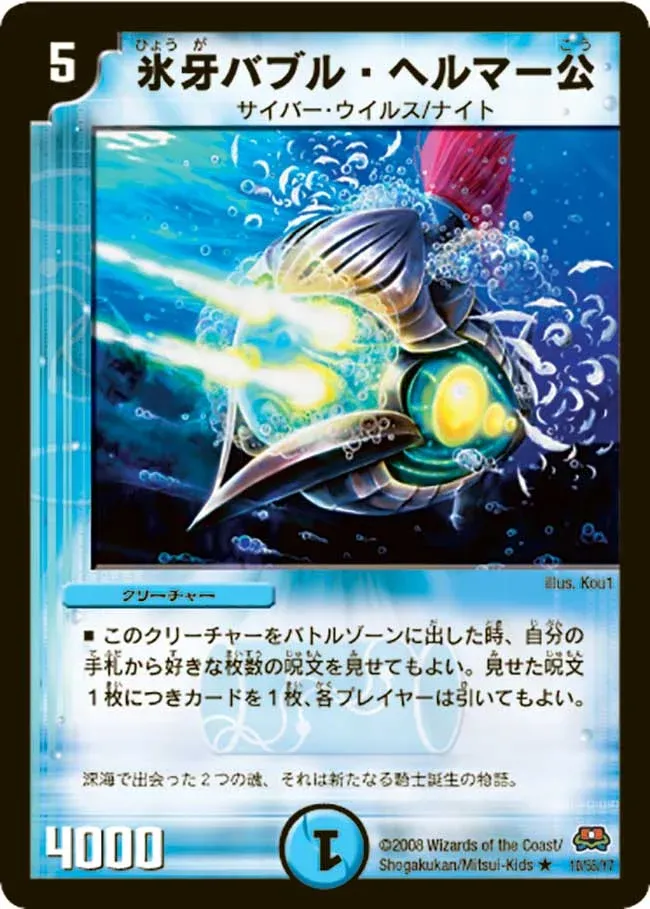 5
ひょう が こう
氷牙バブル・ヘルマー公
サイバー・ウイルス/ナイト
illus. Kou1
クリーチャー
■ このクリーチャーをバトルゾーンに出した時、自分の
手札から好きな枚数の呪文を見せてもよい。見せた呪文
1枚につきカードを1枚、各プレイヤーは引いてもよい。
深海で出会った2つの魂、それは新たなる騎士誕生の物語。
4000
1
©2008 Wizards of the Coast/
Shogakukan/Mitsui-Kids ★